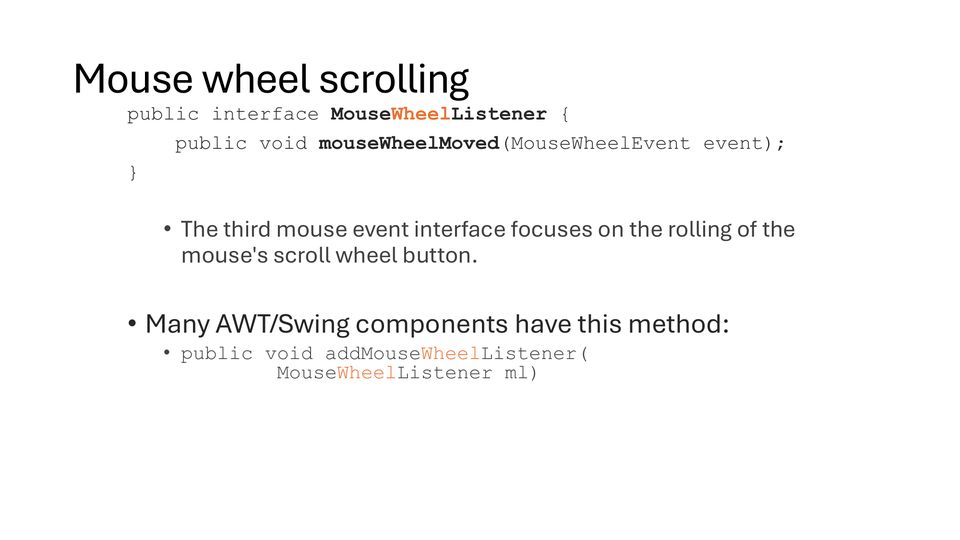 Mouse wheel scrolling
public interface MouseWheelListener {
    public void mouseWheelMoved(MouseWheelEvent event);
}
• The third mouse event interface focuses on the rolling of the
mouse's scroll wheel button.
• Many AWT/Swing components have this method:
• public void addMouseWheelListener(
        MouseWheelListener ml)